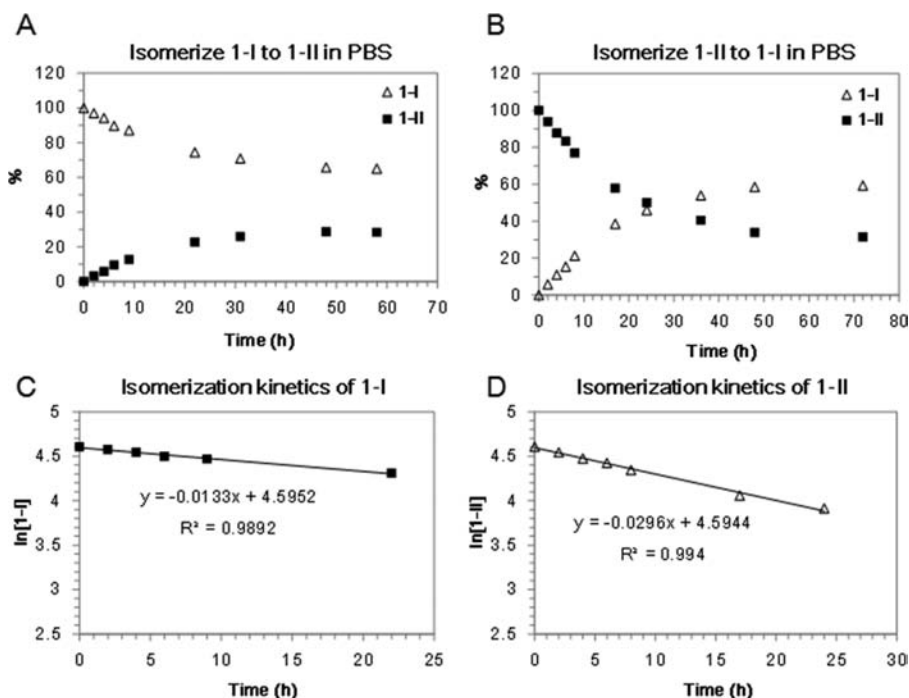 A
Isomerize 1-I to 1-II in PBS
120
100
80
60
40
20
0
%
1-I
1-II
0 10 20 30 40 50 60 70
Time (h)
B
Isomerize 1-II to 1-I in PBS
120
100
80
60
40
20
0
%
1-I
1-II
0 10 20 30 40 50 60 70 80
Time (h)
C
Isomerization kinetics of 1-I
5
4.5
4
3.5
3
2.5
ln[1-I]
y = -0.0133x + 4.5952
R² = 0.9892
0 5 10 15 20 25
Time (h)
D
Isomerization kinetics of 1-II
5
4.5
4
3.5
3
2.5
ln[1-II]
y = -0.0296x + 4.5944
R² = 0.994
0 5 10 15 20 25 30
Time (h)